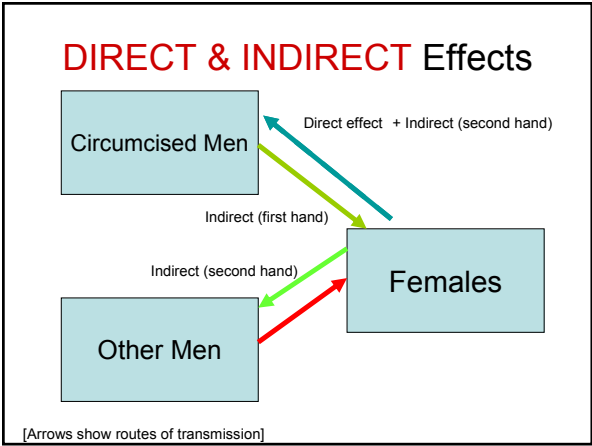 DIRECT & INDIRECT Effects
Circumcised Men
Direct effect + Indirect (second hand)
Indirect (first hand)
Indirect (second hand)
Females
Other Men
[Arrows show routes of transmission]